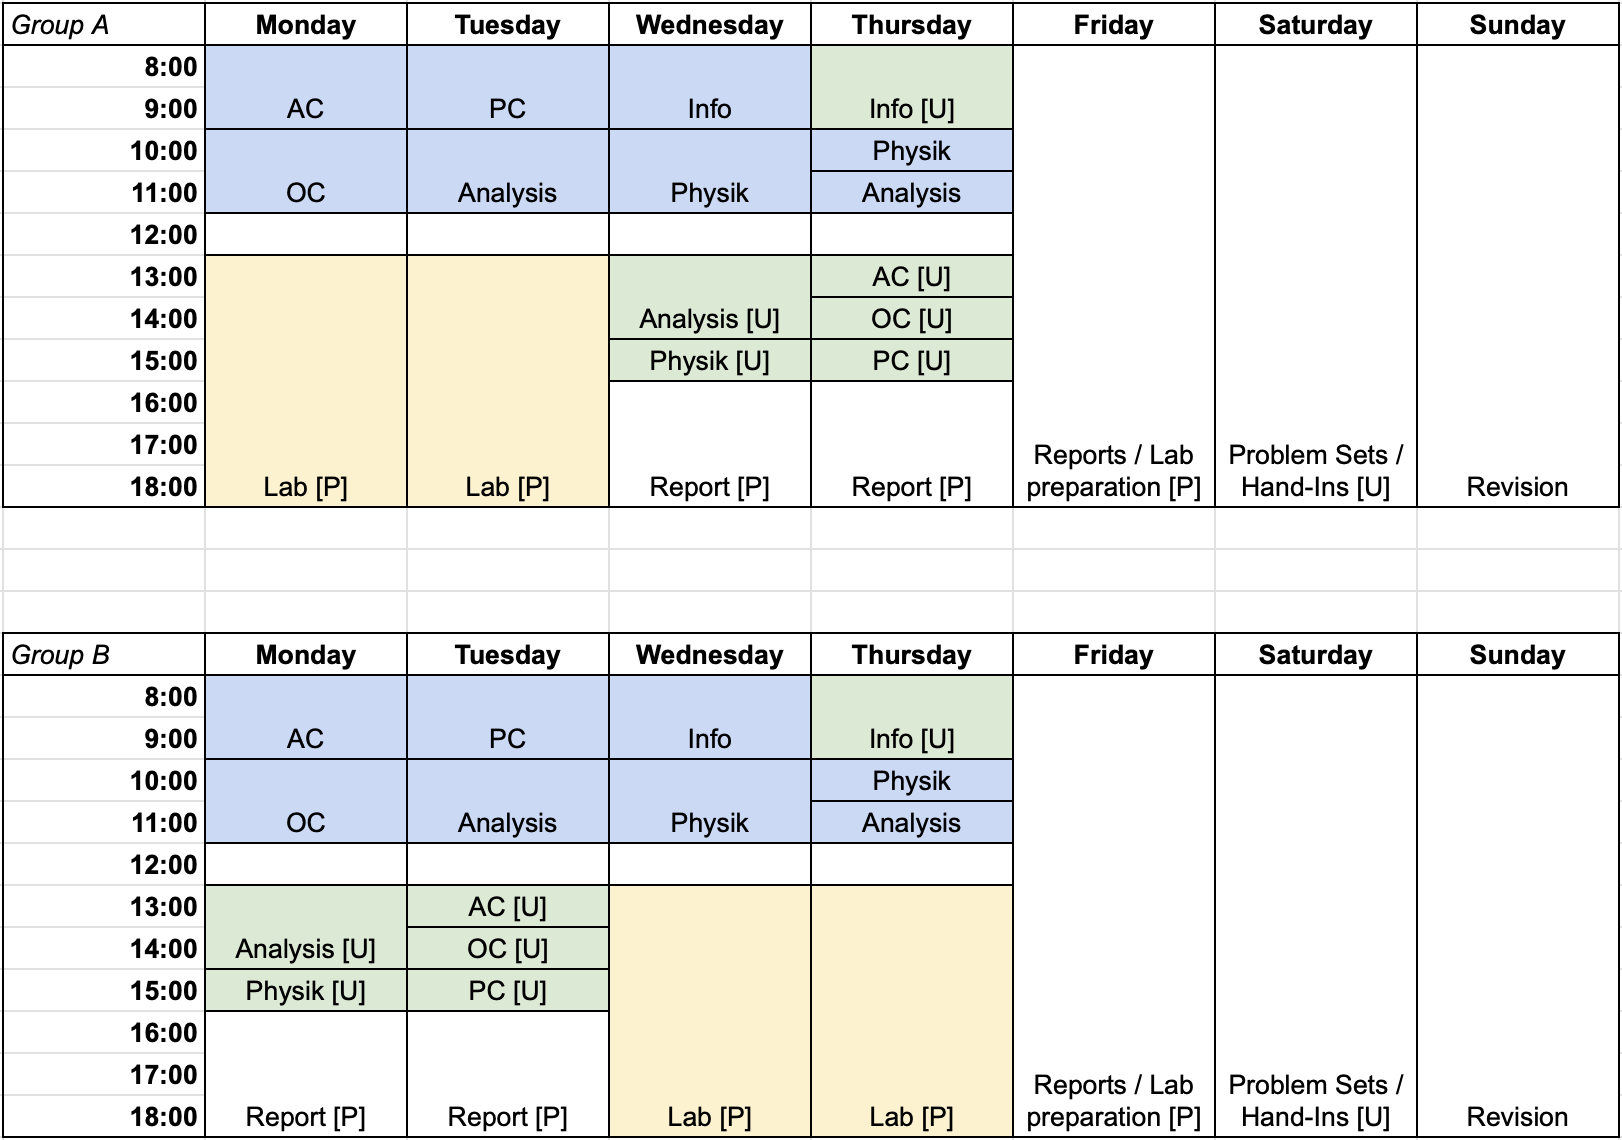 Group A Monday Tuesday Wednesday Thursday Friday Saturday Sunday
8:00
9:00 AC PC Info Info [U]
10:00 Physik
11:00 OC Analysis Physik Analysis
12:00
13:00 AC [U]
14:00 Analysis [U] OC [U]
15:00 Physik [U] PC [U]
16:00
17:00 Reports / Lab Problem Sets /
18:00 Lab [P] Lab [P] Report [P] Report [P] preparation [P] Hand-Ins [U] Revision
Group B Monday Tuesday Wednesday Thursday Friday Saturday Sunday
8:00
9:00 AC PC Info Info [U]
10:00 Physik
11:00 OC Analysis Physik Analysis
12:00
13:00 AC [U]
14:00 Analysis [U] OC [U]
15:00 Physik [U] PC [U]
16:00
17:00 Reports / Lab Problem Sets /
18:00 Report [P] Report [P] Lab [P] Lab [P] preparation [P] Hand-Ins [U] Revision